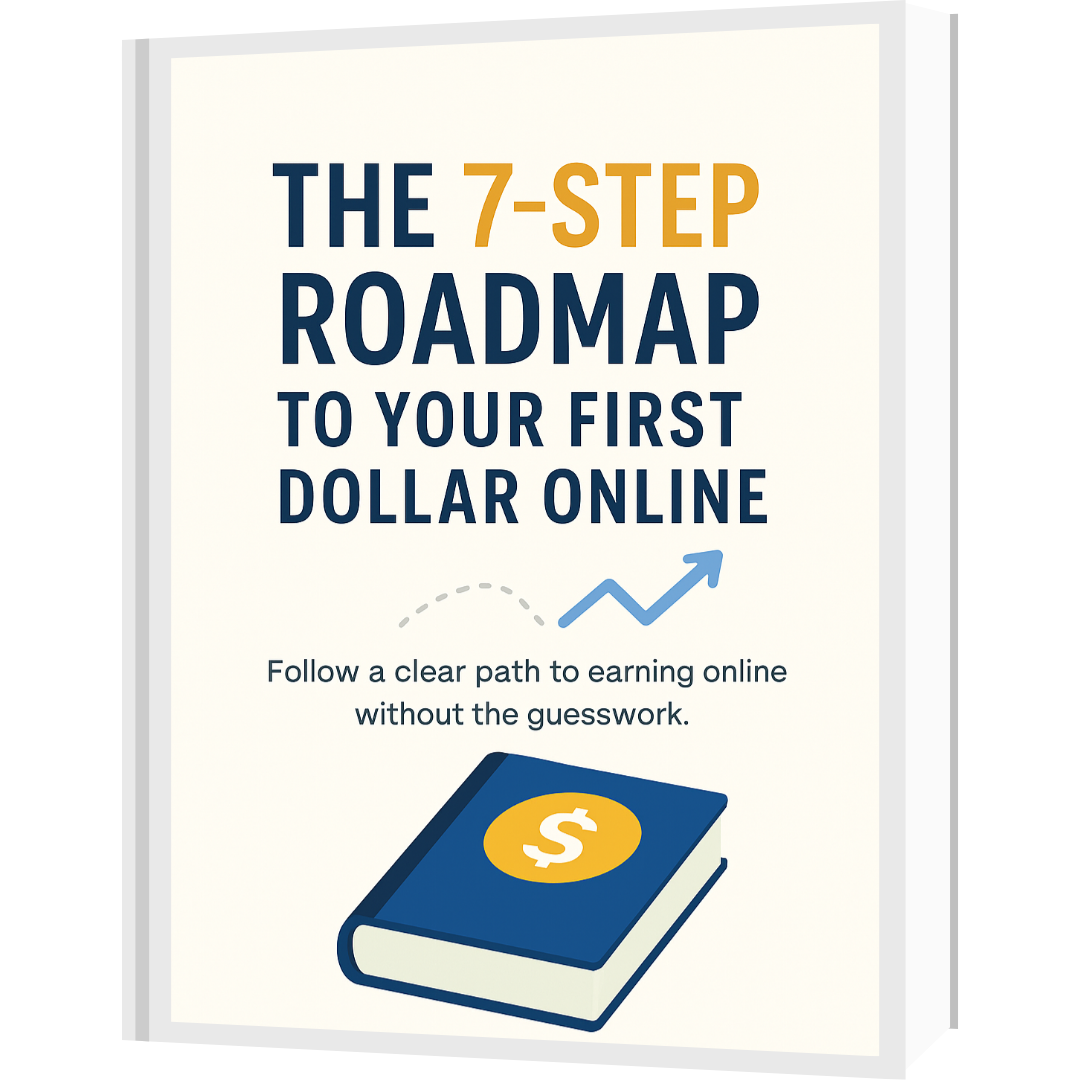 THE 7-STEP
ROADMAP
TO YOUR FIRST
DOLLAR ONLINE
Follow a clear path to earning online
without the guesswork.
$